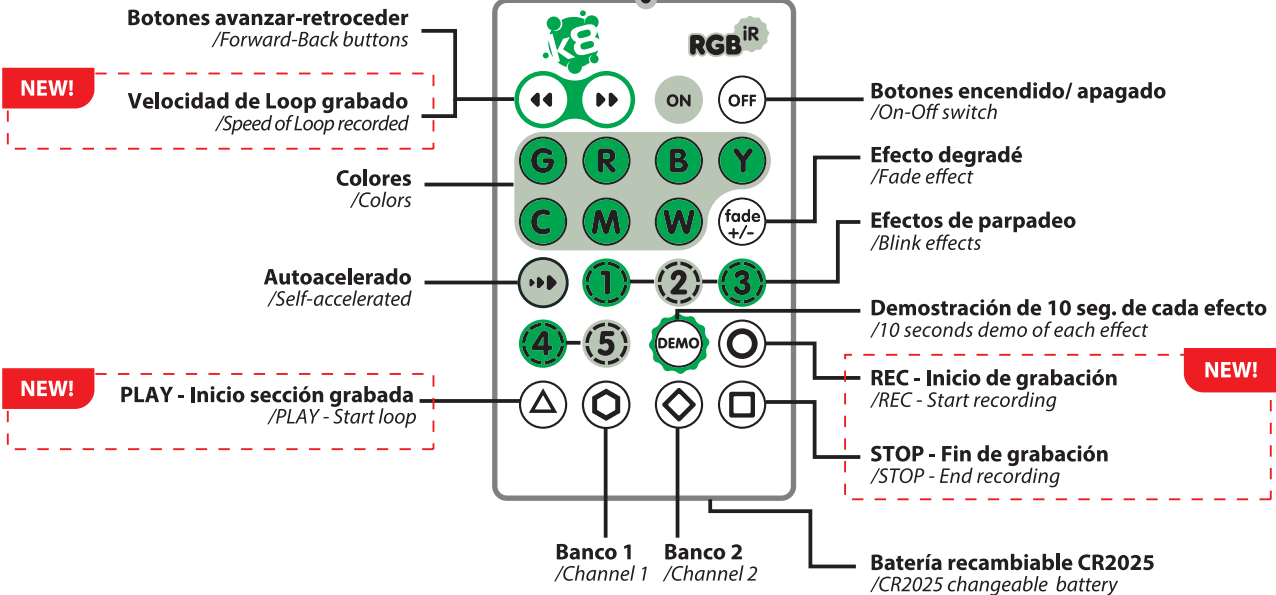 Botones avanzar-retroceder
/Forward-Back buttons
NEW!
Velocidad de Loop grabado
/Speed of Loop recorded
Colores
/Colors
Autoacelerado
/Self-accelerated
NEW!
PLAY - Inicio sección grabada
/PLAY - Start loop
k8
RGB iR
ON OFF
G R B Y
C M W fade +/-
1 2 3
4 5 DEMO
Banco 1
/Channel 1
Banco 2
/Channel 2
Botones encendido/ apagado
/On-Off switch
Efecto degradé
/Fade effect
Efectos de parpadeo
/Blink effects
Demostración de 10 seg. de cada efecto
/10 seconds demo of each effect
NEW!
REC - Inicio de grabación
/REC - Start recording
STOP - Fin de grabación
/STOP - End recording
Batería recambiable CR2025
/CR2025 changeable battery